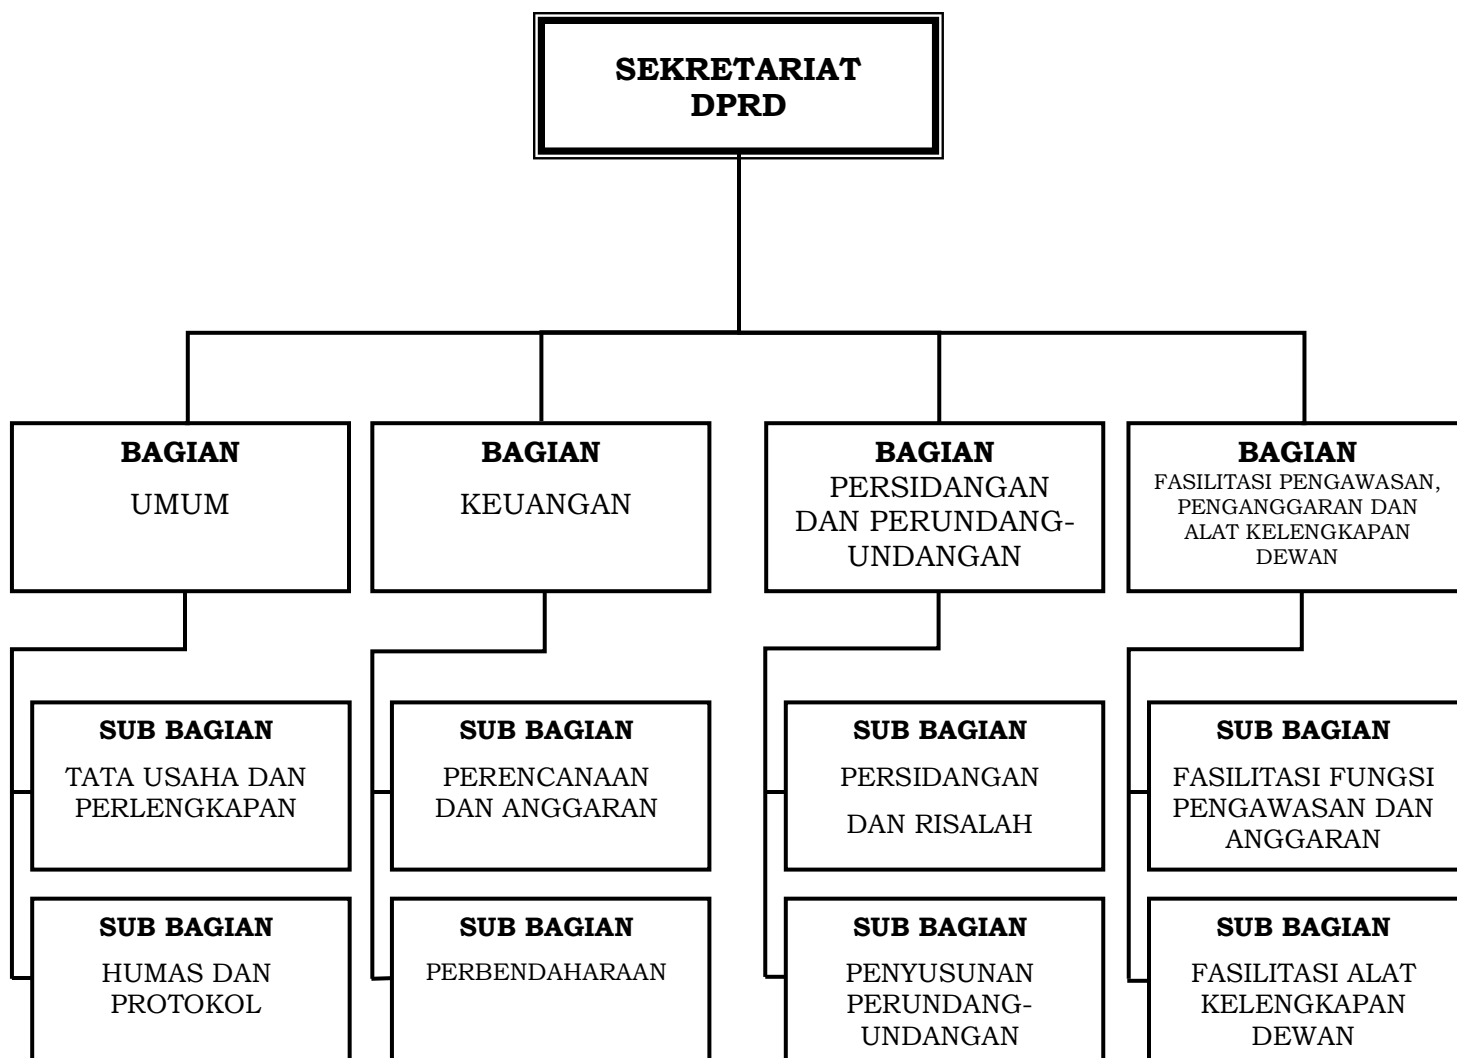 SEKRETARIAT
DPRD
BAGIAN
UMUM
BAGIAN
KEUANGAN
BAGIAN
PERSIDANGAN
DAN PERUNDANG-
UNDANGAN
BAGIAN
FASILITASI PENGAWASAN,
PENGANGGARAN DAN
ALAT KELENGKAPAN
DEWAN
SUB BAGIAN
TATA USAHA DAN
PERLENGKAPAN
SUB BAGIAN
PERENCANAAN
DAN ANGGARAN
SUB BAGIAN
PERSIDANGAN
DAN RISALAH
SUB BAGIAN
FASILITASI FUNGSI
PENGAWASAN DAN
ANGGARAN
SUB BAGIAN
HUMAS DAN
PROTOKOL
SUB BAGIAN
PERBENDAHARAAN
SUB BAGIAN
PENYUSUNAN
PERUNDANG-
UNDANGAN
SUB BAGIAN
FASILITASI ALAT
KELENGKAPAN
DEWAN